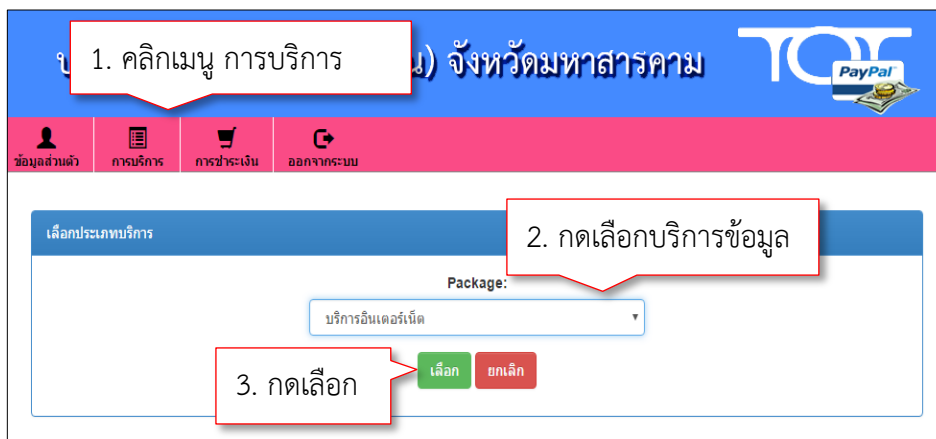 1. คลิกเมนู การบริการ
น) จังหวัดมหาสารคาม
TOT
PayPal
ข้อมูลส่วนตัว
การบริการ
การชำระเงิน
ออกจากระบบ
เลือกประเภทบริการ
2. กดเลือกบริการข้อมูล
Package:
บริการอินเตอร์เน็ต
เลือก
ยกเลิก
3. กดเลือก